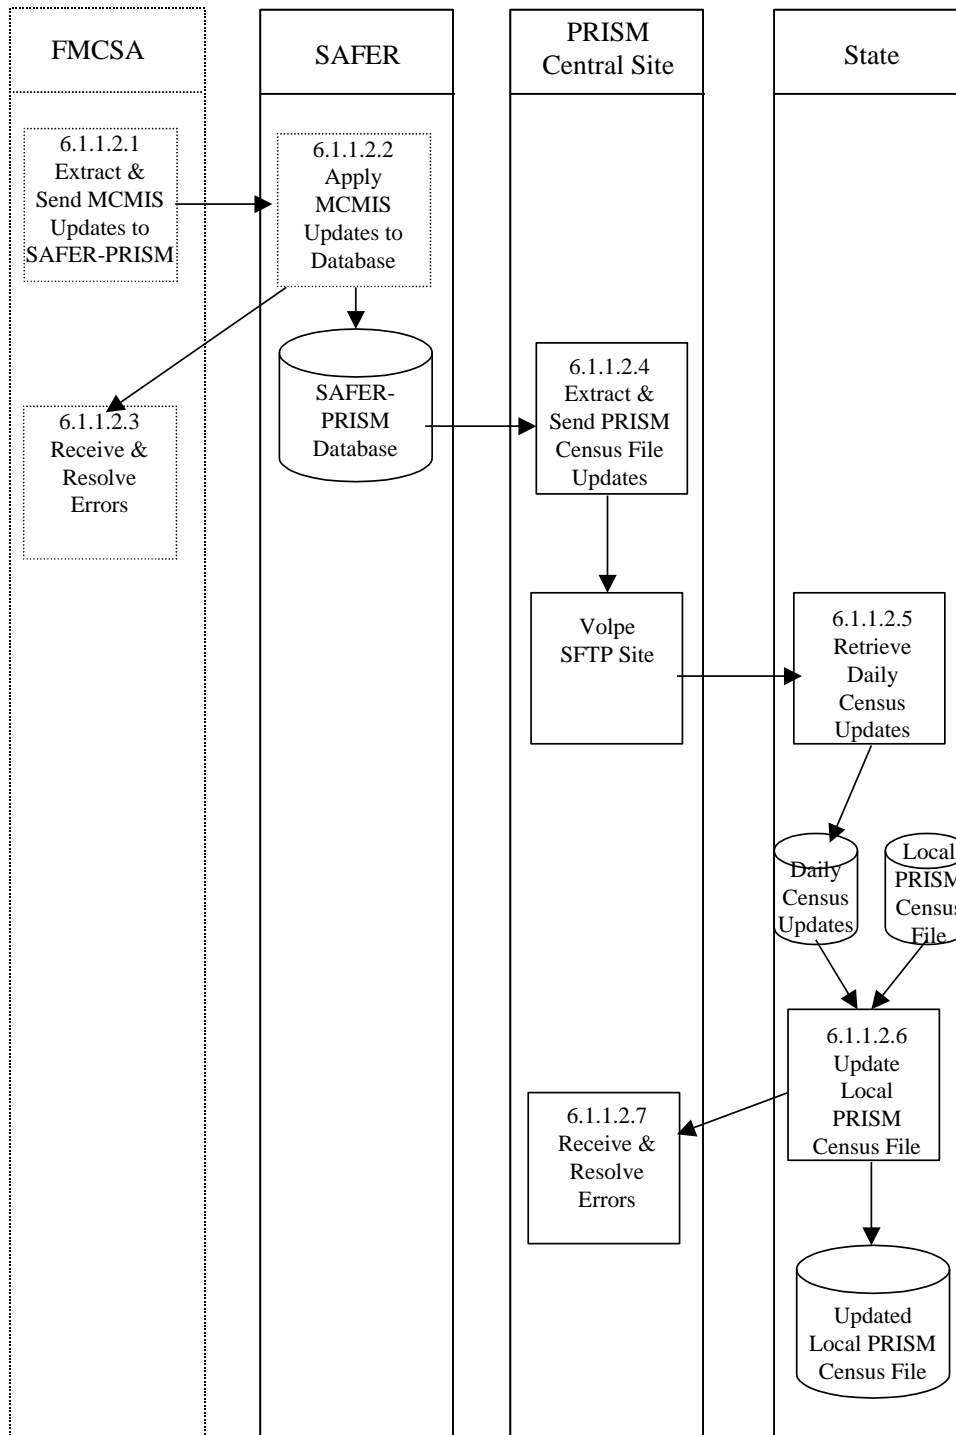 FMCSA
SAFER
PRISM
Central Site
State
6.1.1.2.1
Extract &
Send MCMIS
Updates to
SAFER-PRISM
6.1.1.2.2
Apply
MCMIS
Updates to
Database
6.1.1.2.3
Receive &
Resolve
Errors
SAFER-
PRISM
Database
6.1.1.2.4
Extract &
Send PRISM
Census File
Updates
Volpe
SFTP Site
6.1.1.2.5
Retrieve
Daily
Census
Updates
Daily
Census
Updates
Local
PRISM
Census
File
6.1.1.2.6
Update
Local
PRISM
Census File
6.1.1.2.7
Receive &
Resolve
Errors
Updated
Local PRISM
Census File